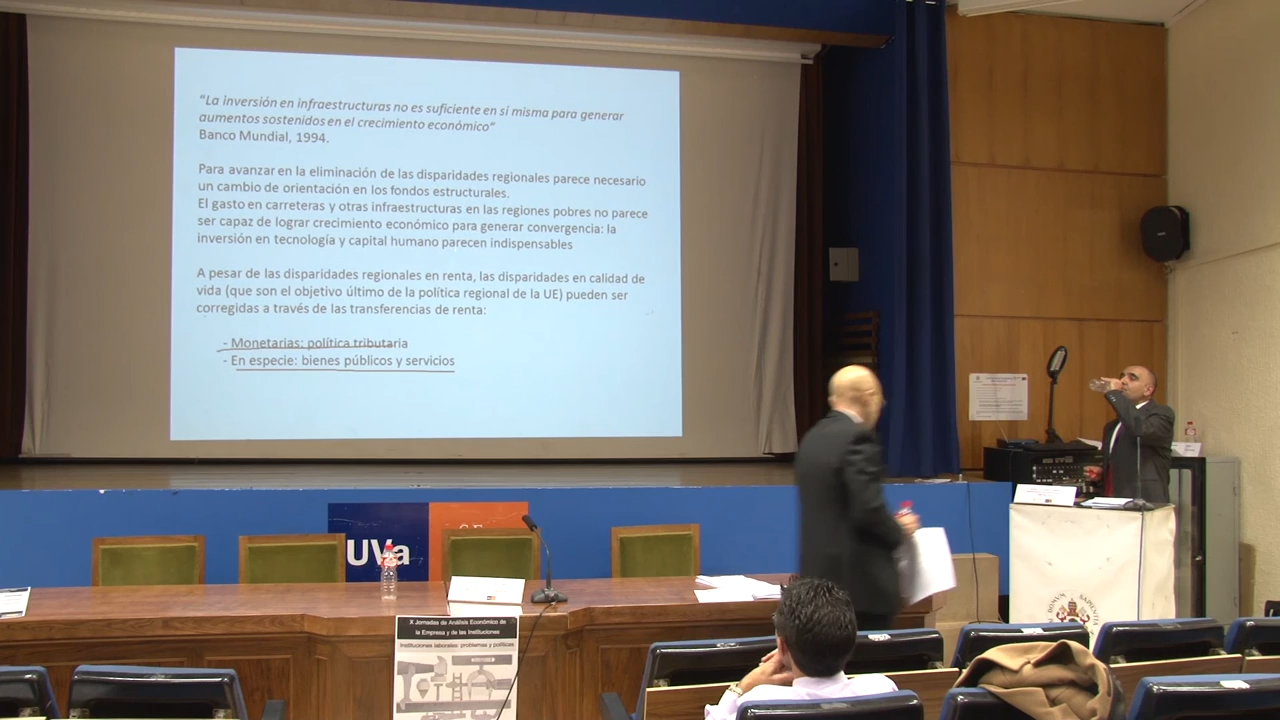 "La inversión en infraestructuras no es suficiente en sí misma para generar
aumentos sostenidos en el crecimiento económico"
Banco Mundial, 1994.
Para avanzar en la eliminación de las disparidades regionales parece necesario
un cambio de orientación en los fondos estructurales.
El gasto en carreteras y otras infraestructuras en las regiones pobres no parece
ser capaz de lograr crecimiento económico para generar convergencia: la
inversión en tecnología y capital humano parecen indispensables
A pesar de las disparidades regionales en renta, las disparidades en calidad de
vida (que son el objetivo último de la política regional de la UE) pueden ser
corregidas a través de las transferencias de renta:
- Monetarias: política tributaria
- En especie: bienes públicos y servicios
UVa
X Jornadas de Análisis Económico de
la Empresa y de las Instituciones
Instituciones laborales: problemas y políticas
DOMUM SAPIENTIA